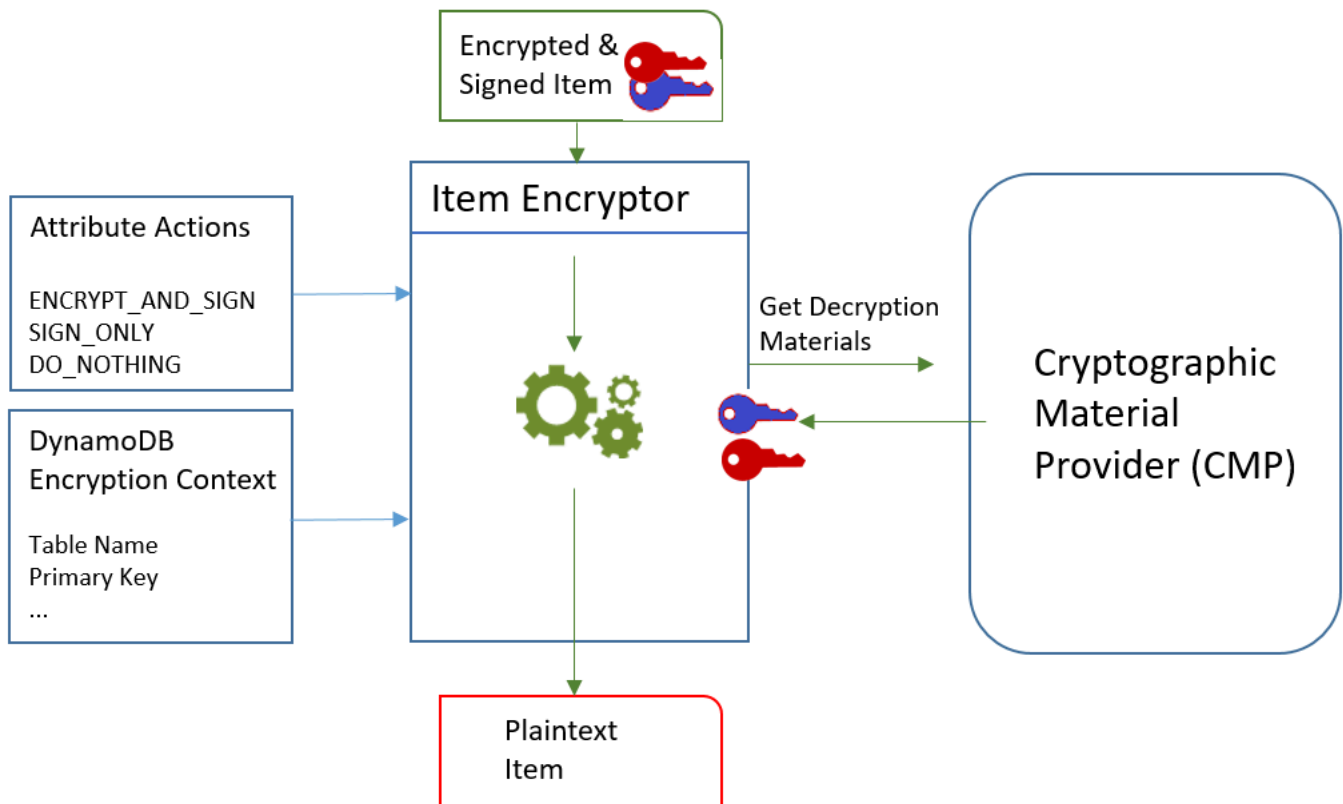 Encrypted &
Signed Item
Item Encryptor
Attribute Actions
ENCRYPT_AND_SIGN
SIGN_ONLY
DO_NOTHING
DynamoDB
Encryption Context
Table Name
Primary Key
...
Get Decryption
Materials
Cryptographic
Material
Provider (CMP)
Plaintext
Item